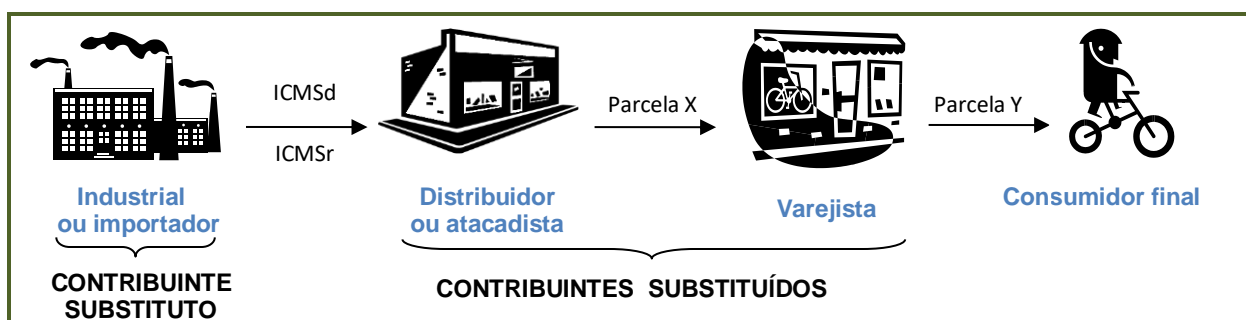 ICMSd
ICMSr
Parcela X
Parcela Y
Industrial
ou importador
Distribuidor
ou atacadista
Varejista
Consumidor final
CONTRIBUINTE
SUBSTITUTO
CONTRIBUINTES SUBSTITUÍDOS